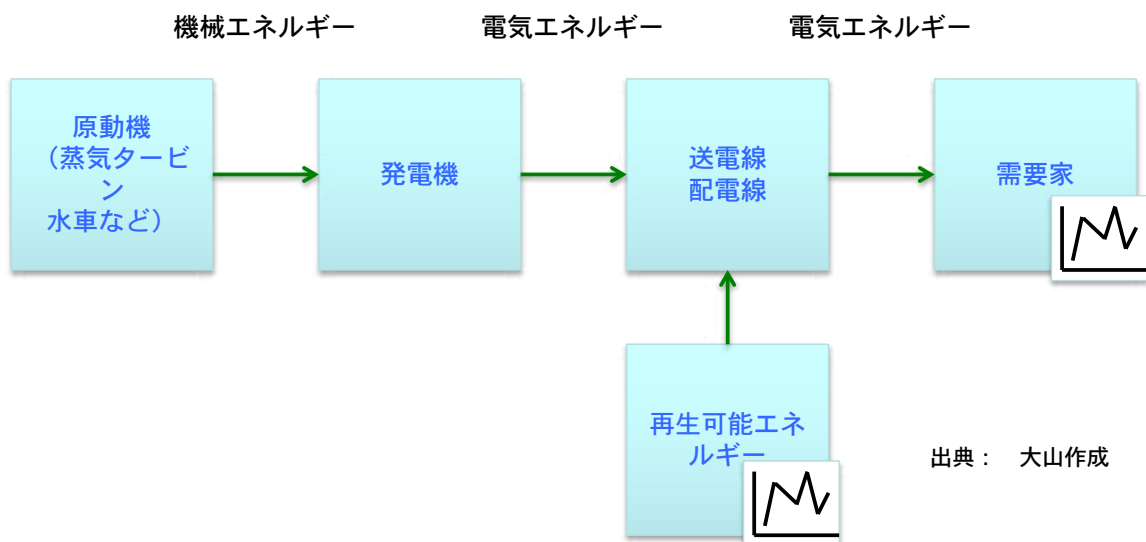 機械エネルギー
電気エネルギー
電気エネルギー
原動機
（蒸気タービ
ン
水車など）
発電機
送電線
配電線
需要家
再生可能エネ
ルギー
出典： 大山作成